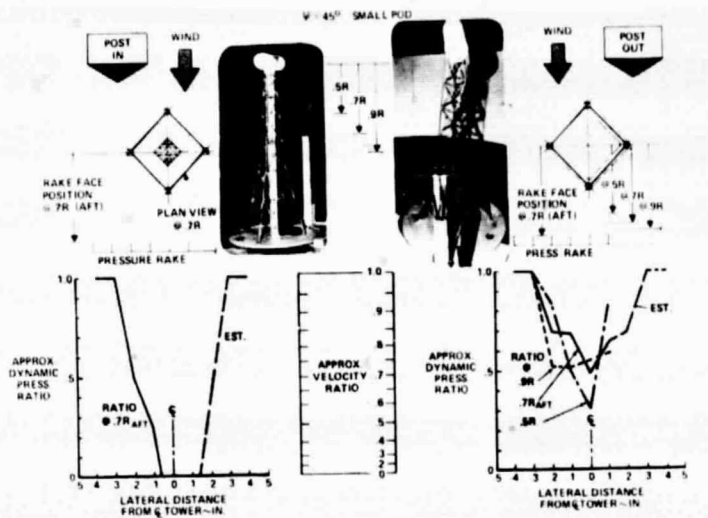 45° SMALL POD
POST
IN
WIND
.5R
.7R
.9R
WIND
POST
OUT
RAKE FACE
POSITION
@ .7R (AFT)
PLAN VIEW
@ .7R
PRESSURE RAKE
RAKE FACE
POSITION
@ .7R (AFT)
@ .5R
@ .7R
@ .9R
PRESS RAKE
1.0
.5
0
APPROX
DYNAMIC
PRESS
RATIO
RATIO
@ .7R AFT
EST.
℄
5 4 3 2 1 0 1 2 3 4 5
LATERAL DISTANCE
FROM ℄ TOWER ~ IN.
APPROX
VELOCITY
RATIO
1.0
.9
.8
.7
.6
.5
.4
.3
.2
0
1.0
.5
0
APPROX
DYNAMIC
PRESS
RATIO
RATIO
@
.9R
.7R AFT
.5R
EST
℄
5 4 3 2 1 0 1 2 3 4 5
LATERAL DISTANCE
FROM ℄ TOWER ~ IN.